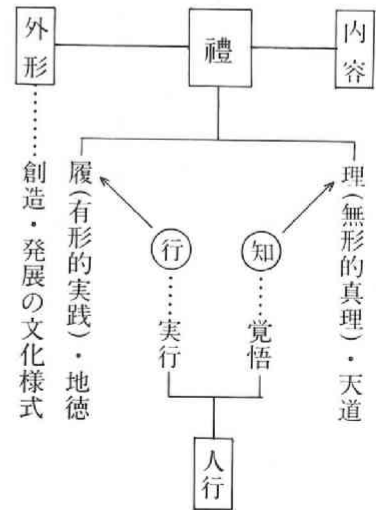 内容
禮
外形
理(無形的真理)・天道
知
覚悟
行
実行
履(有形的実践)・地徳
創造・発展の文化様式
人行